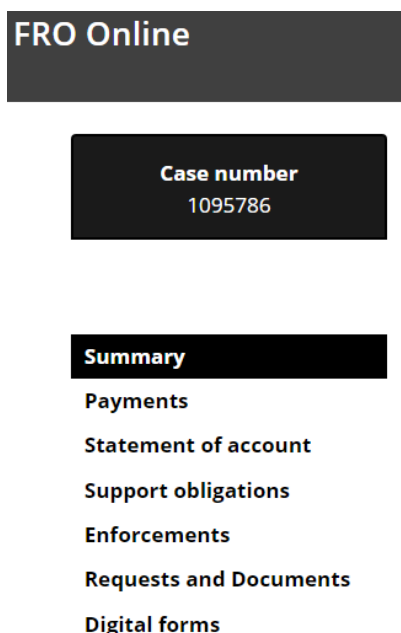 FRO Online
Case number
1095786
Summary
Payments
Statement of account
Support obligations
Enforcements
Requests and Documents
Digital forms